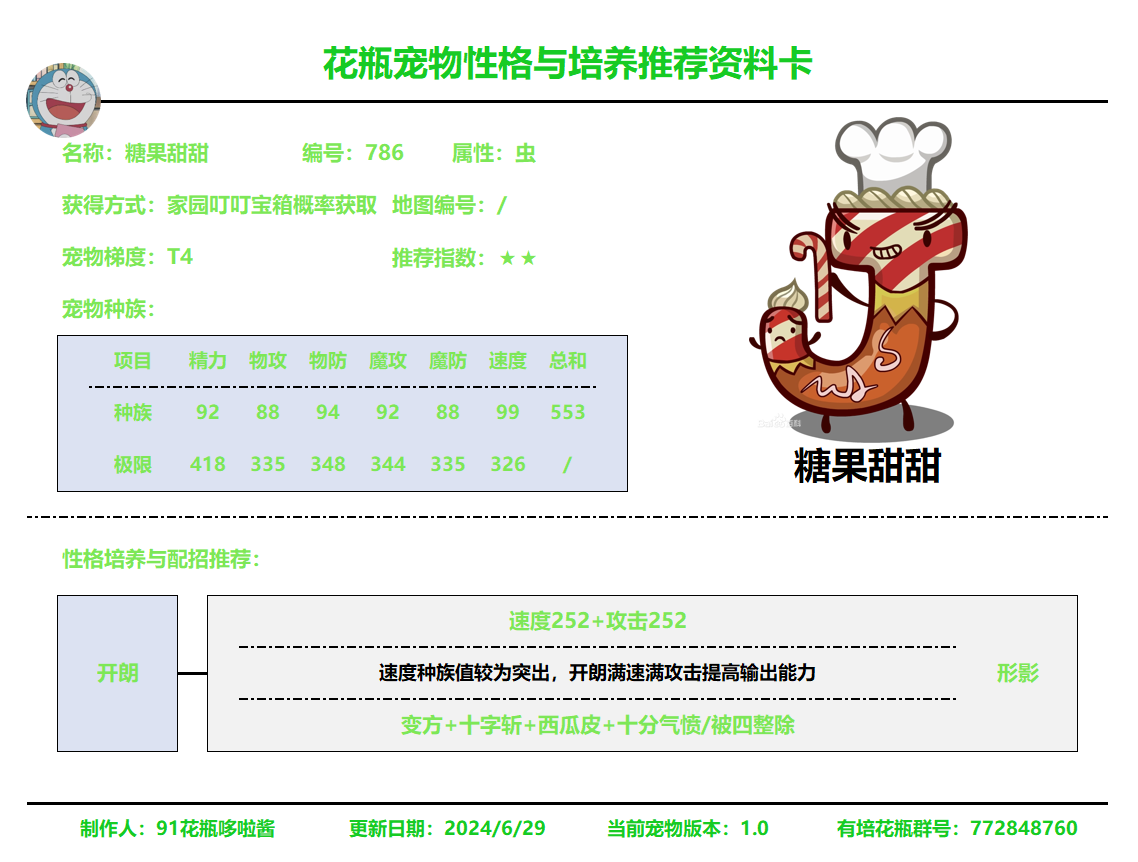 花瓶宠物性格与培养推荐资料卡
名称：糖果甜甜 编号：786 属性：虫
获得方式：家园叮叮宝箱概率获取 地图编号：/
宠物梯度：T4 推荐指数：★★
宠物种族：
项目 精力 物攻 物防 魔攻 魔防 速度 总和
种族 92 88 94 92 88 99 553
极限 418 335 348 344 335 326 /
糖果甜甜
性格培养与配招推荐：
开朗
速度252+攻击252
速度种族值较为突出，开朗满速满攻击提高输出能力
变方+十字斩+西瓜皮+十分气愤/被四整除
形影
制作人：91花瓶哆啦酱 更新日期：2024/6/29 当前宠物版本：1.0 有培花瓶群号：772848760